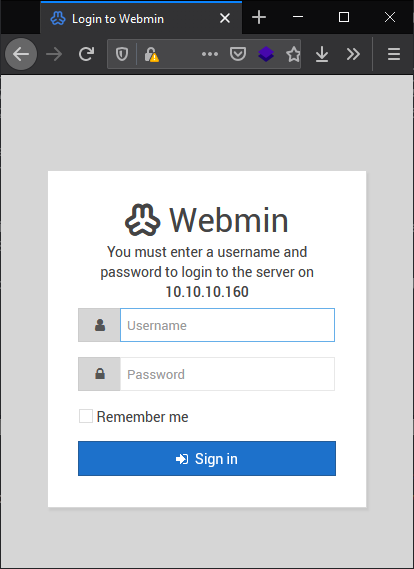 Login to Webmin
Webmin
You must enter a username and
password to login to the server on
10.10.10.160
Username
Password
Remember me
Sign in